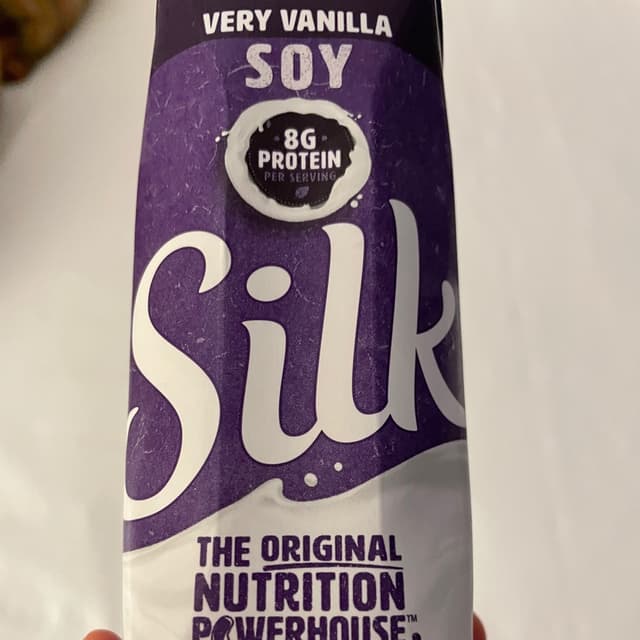 VERY VANILLA
SOY
8G
PROTEIN
PER SERVING
Silk
THE ORIGINAL
NUTRITION
POWERHOUSE™